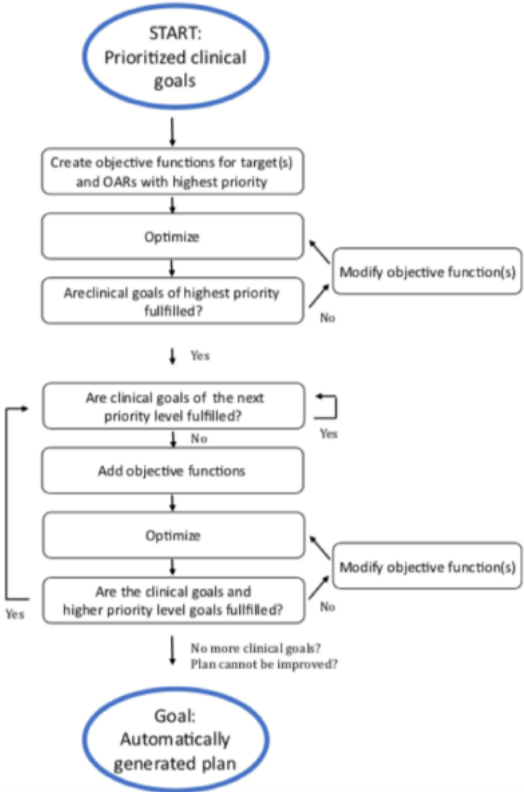 START:
Prioritized clinical
goals
Create objective functions for target(s)
and OARs with highest priority
Optimize
Modify objective function(s)
Areclinical goals of highest priority
fullfilled?
No
Yes
Are clinical goals of the next
priority level fulfilled?
Yes
No
Add objective functions
Optimize
Modify objective function(s)
Are the clinical goals and
higher priority level goals fullfilled?
No
Yes
No more clinical goals?
Plan cannot be improved?
Goal:
Automatically
generated plan